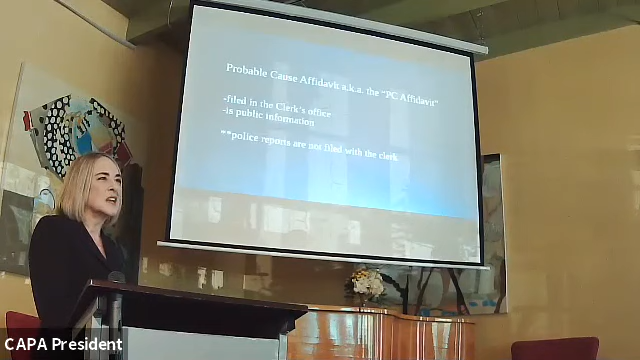 Probable Cause Affidavit a.k.a. the "PC Affidavit"
-filed in the Clerk's office
-is public information
**police reports are not filed with the clerk
CAPA President